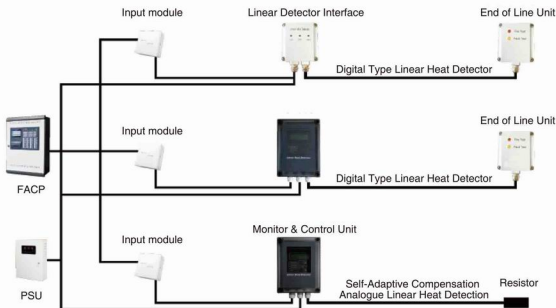 Input module
Linear Detector Interface
End of Line Unit
Digital Type Linear Heat Detector
Input module
End of Line Unit
FACP
Digital Type Linear Heat Detector
Input module
Monitor & Control Unit
PSU
Self-Adaptive Compensation
Analogue Linear Heat Detection
Resistor